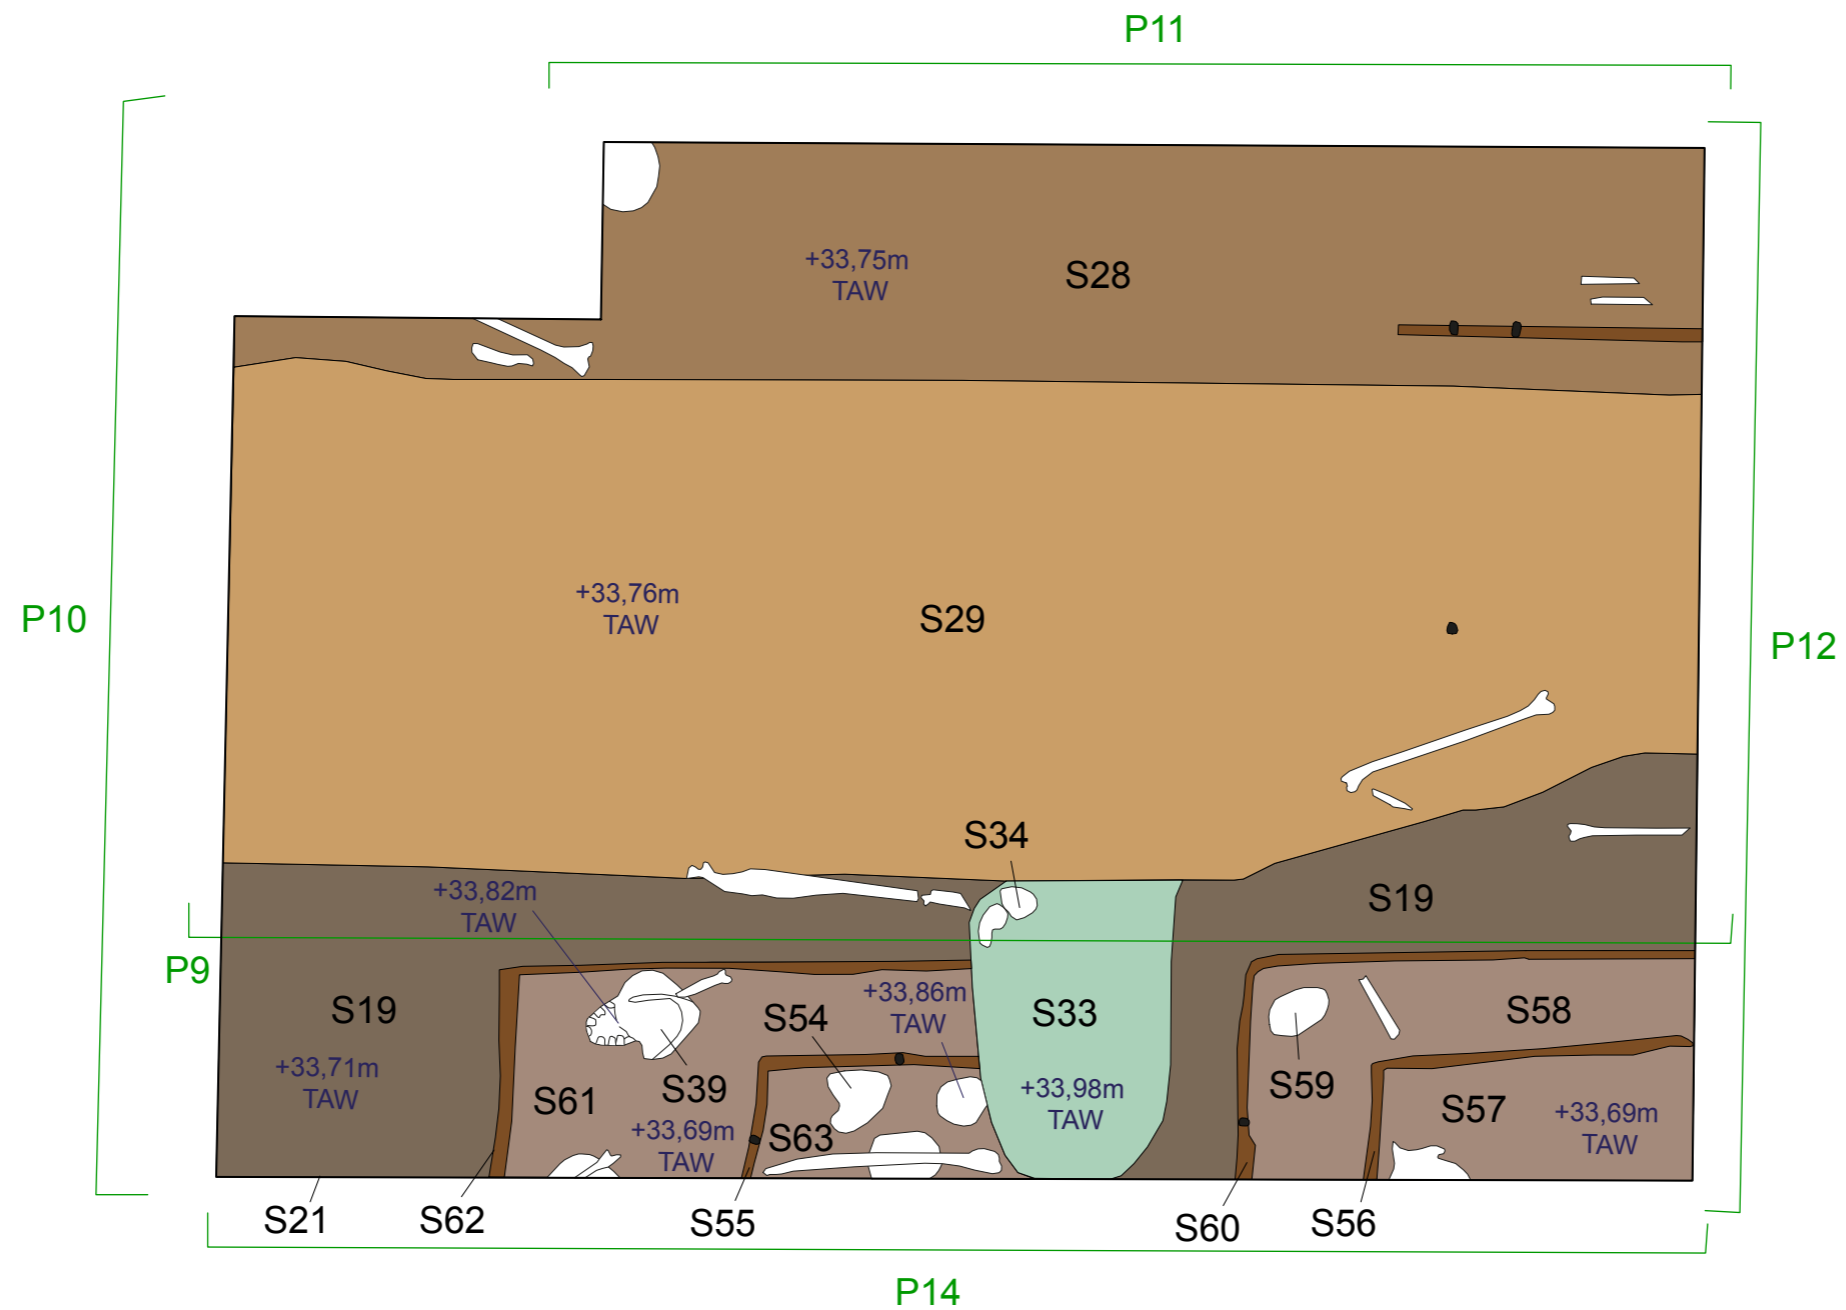 P11
+33,75m
TAW
S28
P10
+33,76m
TAW
S29
P12
S34
+33,82m
TAW
S19
P9
S19
+33,86m
TAW
S54
S33
S58
+33,71m
TAW
S61
S39
+33,98m
TAW
S59
S57
+33,69m
TAW
+33,69m
TAW
S63
S21
S62
S55
S60
S56
P14